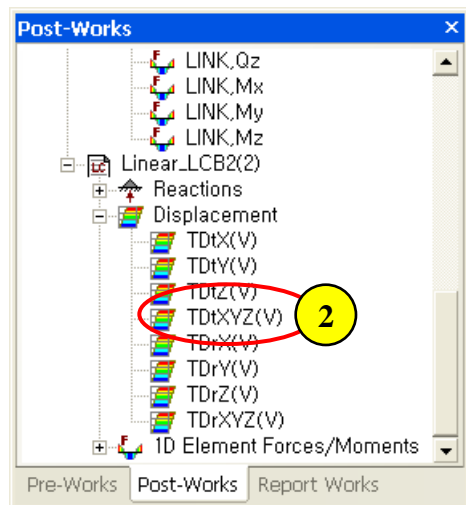 Post-Works
LINK,Qz
LINK,Mx
LINK,My
LINK,Mz
Linear_LCB2(2)
Reactions
Displacement
TDtX(V)
TDtY(V)
TDtZ(V)
TDtXYZ(V) 2
TDrX(V)
TDrY(V)
TDrZ(V)
TDrXYZ(V)
1D Element Forces/Moments
Pre-Works Post-Works Report Works